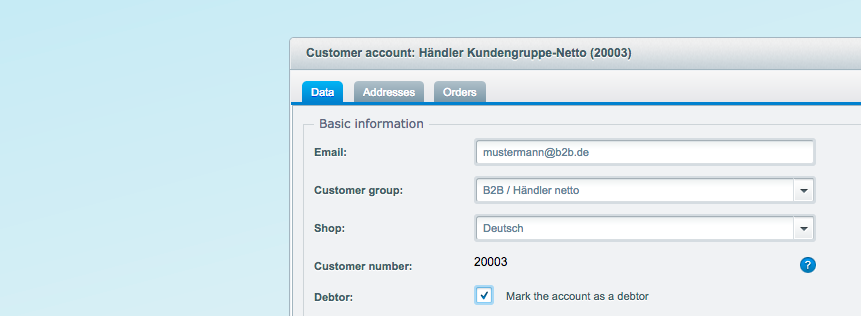 Customer account: Händler Kundengruppe-Netto (20003)
Data Addresses Orders
Basic information
Email: mustermann@b2b.de
Customer group: B2B / Händler netto
Shop: Deutsch
Customer number: 20003 ?
Debtor: Mark the account as a debtor